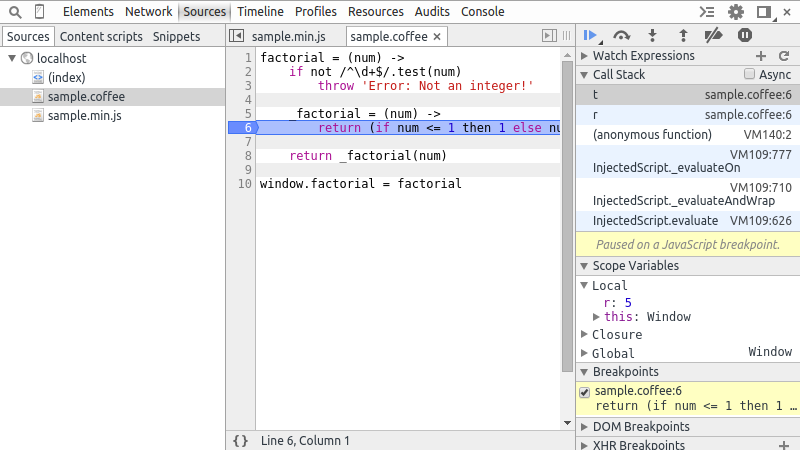 Elements Network Sources Timeline Profiles Resources Audits Console
Sources Content scripts Snippets
localhost
(index)
sample.coffee
sample.min.js
sample.min.js sample.coffee ×
1 factorial = (num) ->
2 if not /^\d+$/.test(num)
3 throw 'Error: Not an integer!'
4
5 _factorial = (num) ->
6 return (if num <= 1 then 1 else nu
7
8 return _factorial(num)
9
10 window.factorial = factorial
{} Line 6, Column 1
Watch Expressions
Call Stack Async
t sample.coffee:6
r sample.coffee:6
(anonymous function) VM140:2
VM109:777
InjectedScript._evaluateOn
VM109:710
InjectedScript._evaluateAndWrap
InjectedScript.evaluate VM109:626
Paused on a JavaScript breakpoint.
Scope Variables
Local
r: 5
this: Window
Closure
Global Window
Breakpoints
sample.coffee:6
return (if num <= 1 then 1 …
DOM Breakpoints
XHR Breakpoints